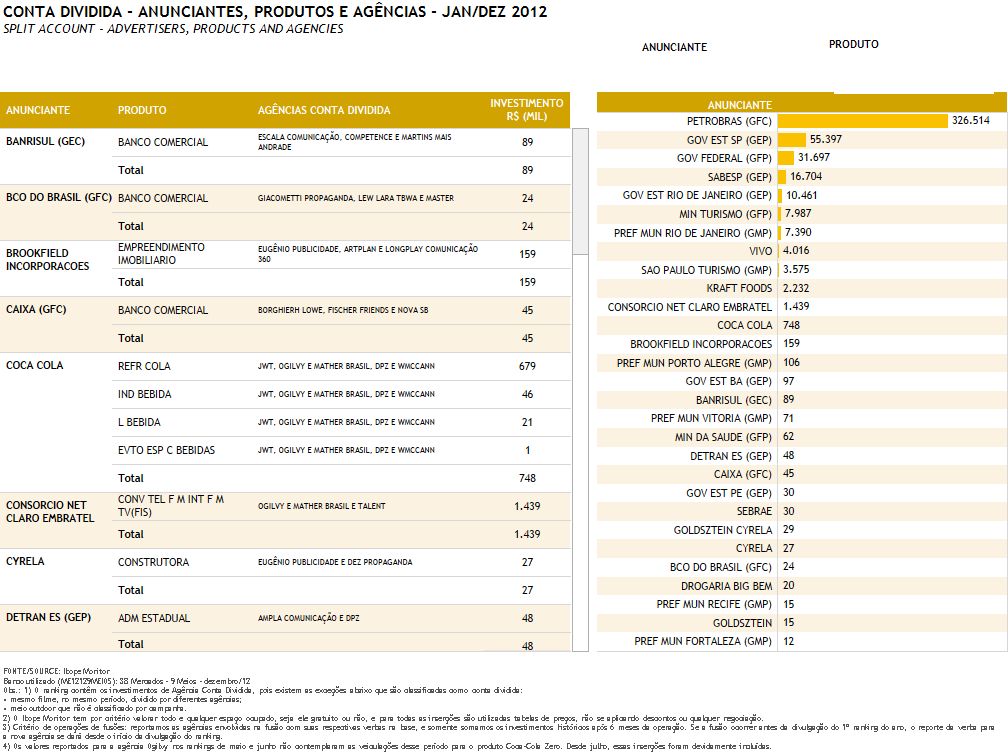 CONTA DIVIDIDA - ANUNCIANTES, PRODUTOS E AGÊNCIAS - JAN/DEZ 2012
SPLIT ACCOUNT - ADVERTISERS, PRODUCTS AND AGENCIES
ANUNCIANTE PRODUTO
ANUNCIANTE PRODUTO AGÊNCIAS CONTA DIVIDIDA INVESTIMENTO
R$ (MIL)
BANRISUL (GEC) BANCO COMERCIAL ESCALA COMUNICAÇÃO, COMPETENCE E MARTINS MAIS
ANDRADE 89
Total 89
BCO DO BRASIL (GFC) BANCO COMERCIAL GIACOMETTI PROPAGANDA, LEW LARA TBWA E MASTER 24
Total 24
BROOKFIELD
INCORPORACOES EMPREENDIMENTO
IMOBILIARIO EUGÊNIO PUBLICIDADE, ARTPLAN E LONGPLAY COMUNICAÇÃO
360 159
Total 159
CAIXA (GFC) BANCO COMERCIAL BORGHIERH LOWE, FISCHER FRIENDS E NOVA SB 45
Total 45
COCA COLA REFR COLA JWT, OGILVY E MATHER BRASIL, DPZ E WMCCANN 679
IND BEBIDA JWT, OGILVY E MATHER BRASIL, DPZ E WMCCANN 46
L BEBIDA JWT, OGILVY E MATHER BRASIL, DPZ E WMCCANN 21
EVTO ESP C BEBIDAS JWT, OGILVY E MATHER BRASIL, DPZ E WMCCANN 1
Total 748
CONSORCIO NET
CLARO EMBRATEL CONV TEL F M INT F M
TV(FIS) OGILVY E MATHER BRASIL E TALENT 1.439
Total 1.439
CYRELA CONSTRUTORA EUGÊNIO PUBLICIDADE E DEZ PROPAGANDA 27
Total 27
DETRAN ES (GEP) ADM ESTADUAL AMPLA COMUNICAÇÃO E DPZ 48
Total 48
ANUNCIANTE
PETROBRAS (GFC) 326.514
GOV EST SP (GEP) 55.397
GOV FEDERAL (GFP) 31.697
SABESP (GEP) 16.704
GOV EST RIO DE JANEIRO (GEP) 10.461
MIN TURISMO (GFP) 7.987
PREF MUN RIO DE JANEIRO (GMP) 7.390
VIVO 4.016
SAO PAULO TURISMO (GMP) 3.575
KRAFT FOODS 2.232
CONSORCIO NET CLARO EMBRATEL 1.439
COCA COLA 748
BROOKFIELD INCORPORACOES 159
PREF MUN PORTO ALEGRE (GMP) 106
GOV EST BA (GEP) 97
BANRISUL (GEC) 89
PREF MUN VITORIA (GMP) 71
MIN DA SAUDE (GFP) 62
DETRAN ES (GEP) 48
CAIXA (GFC) 45
GOV EST PE (GEP) 30
SEBRAE 30
GOLDSZTEIN CYRELA 29
CYRELA 27
BCO DO BRASIL (GFC) 24
DROGARIA BIG BEM 20
PREF MUN RECIFE (GMP) 15
GOLDSZTEIN 15
PREF MUN FORTALEZA (GMP) 12
FONTE/SOURCE: Ibope Monitor
Banco utilizado (ME12129MEIOS): 38 Mercados - 9 Meios - dezembro/12
Obs.: 1) O ranking contêm os investimentos de Agência Conta Dividida, pois existem as exceções abaixo que são classificadas como conta dividida:
• mesmo filme, no mesmo período, dividido por diferentes agências;
• meio outdoor que não é classificado por campanha.
2) O Ibope Monitor tem por critério valorar todo e qualquer espaço ocupado, seja ele gratuito ou não, e para todas as inserções são utilizadas tabelas de preços, não se aplicando descontos ou qualquer negociação.
3) Critério de operações de fusões: reportamos as agências envolvidas na fusão com suas respectivas verbas na base, e somente somamos os investimentos históricos após 6 meses de operação. Se a fusão ocorrer antes da divulgação do 1º ranking do ano, o reporte da verba para
a nova agência se dará desde o início da divulgação do ranking.
4) Os valores reportados para a agência Ogilvy nos rankings de maio e junho não contemplaram as veiculações desse período para o produto Coca-Cola Zero. Desde julho, essas inserções foram devidamente incluídas.